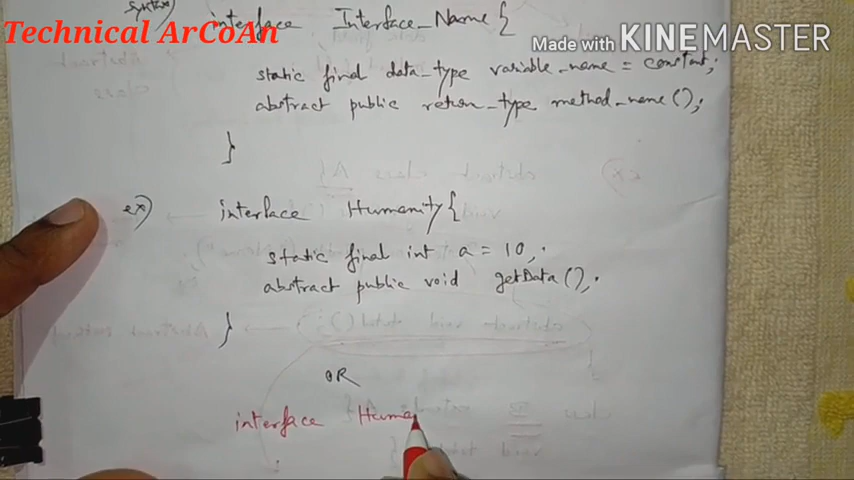 Syntax)
interface Interface_Name {
Technical ArCoAn
Made with KINEMASTER
static final data_type variable_name = constant;
abstract public return_type method_name();
}
ex) interface Humanity {
static final int a = 10;
abstract public void getData();
}
OR
interface Huma